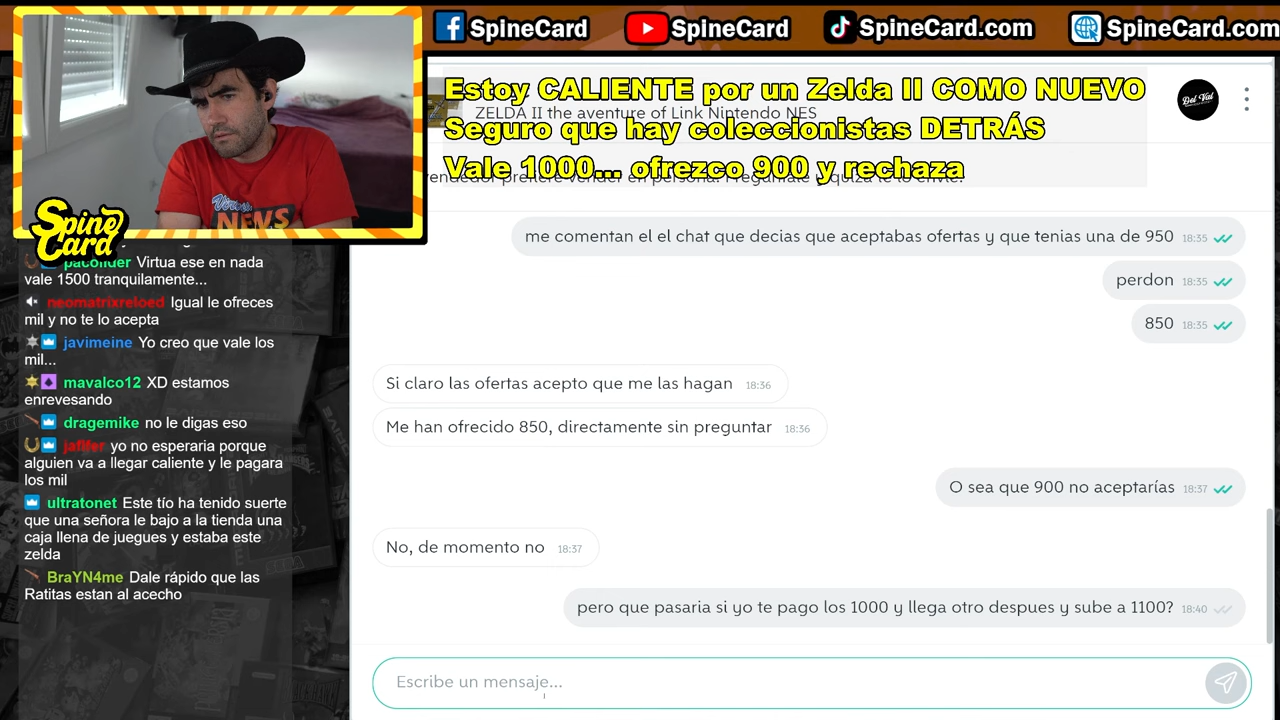 SpineCard
SpineCard
SpineCard.com
SpineCard.com
Estoy CALIENTE por un Zelda II COMO NUEVO
ZELDA II the aventure of Link Nintendo NES
Seguro que hay coleccionistas DETRÁS
Vale 1000... ofrezco 900 y rechaza
Del Val
NEWS
Spine
Card
me comentan el el chat que decias que aceptabas ofertas y que tenias una de 950 18:35
perdon 18:35
850 18:35
Si claro las ofertas acepto que me las hagan 18:36
Me han ofrecido 850, directamente sin preguntar 18:36
O sea que 900 no aceptarías 18:37
No, de momento no 18:37
pero que pasaria si yo te pago los 1000 y llega otro despues y sube a 1100? 18:40
Escribe un mensaje...
Virtua ese en nada
vale 1500 tranquilamente...
neomatrixreloed Igual le ofreces
mil y no te lo acepta
javimeine Yo creo que vale los
mil...
mavalco12 XD estamos
enrevesando
dragemike no le digas eso
jafifer yo no esperaria porque
alguien va a llegar caliente y le pagara
los mil
ultratonet Este tío ha tenido suerte
que una señora le bajo a la tienda una
caja llena de juegues y estaba este
zelda
BraYN4me Dale rápido que las
Ratitas estan al acecho